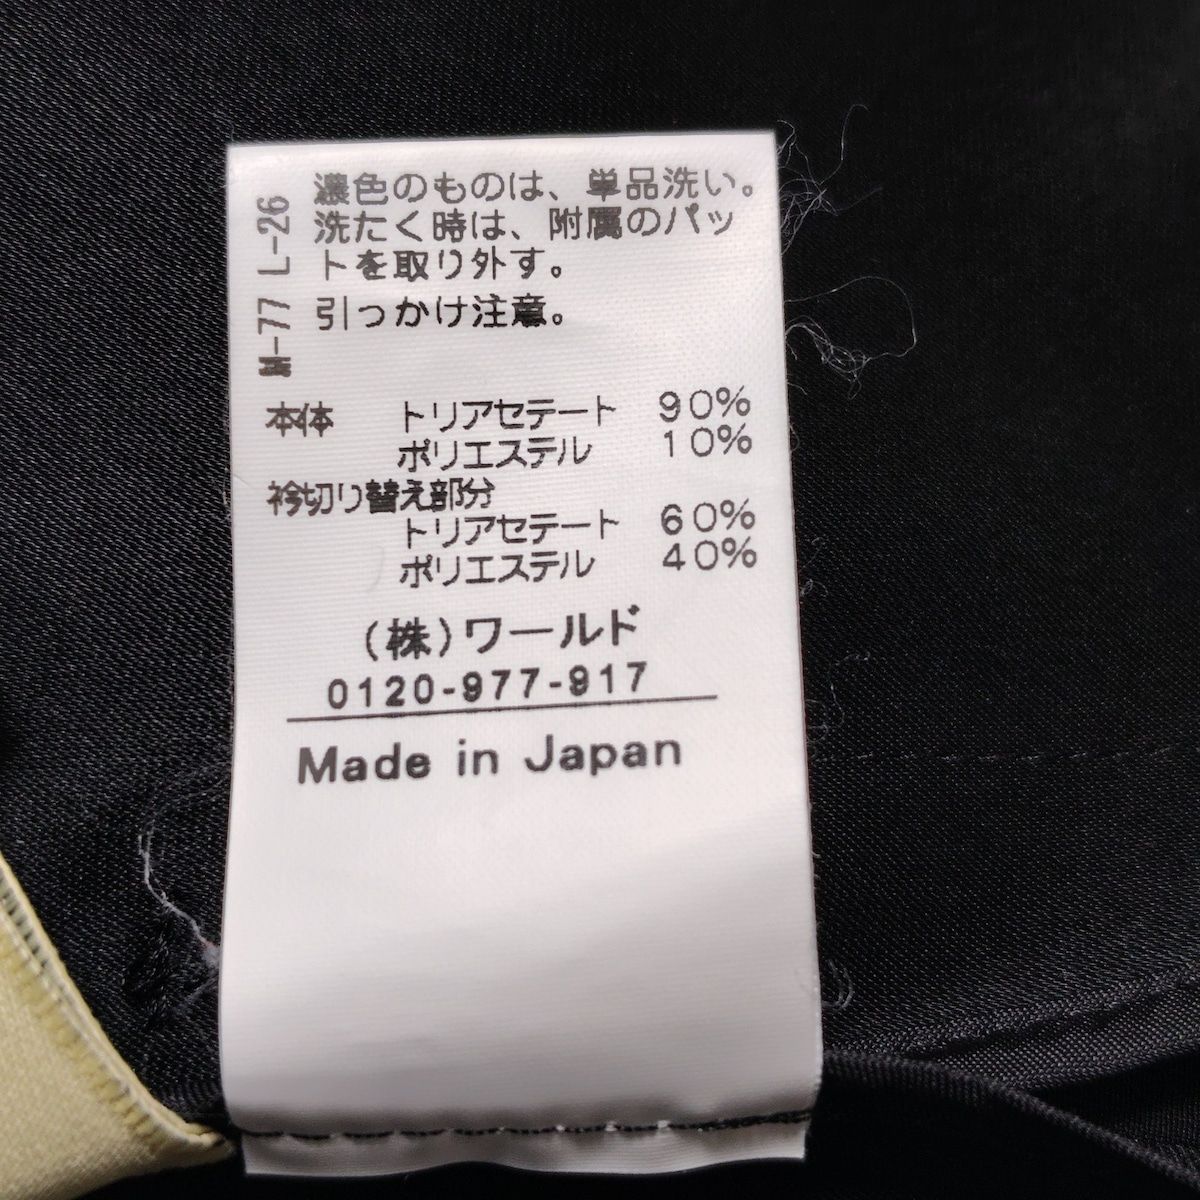 濃色のものは、単品洗い。
洗たく時は、附属のパッ
トを取り外す。
引っかけ注意。
M-77 L-26
本体 トリアセテート 90%
ポリエステル 10%
衿切り替え部分
トリアセテート 60%
ポリエステル 40%
(株)ワールド
0120-977-917
Made in Japan